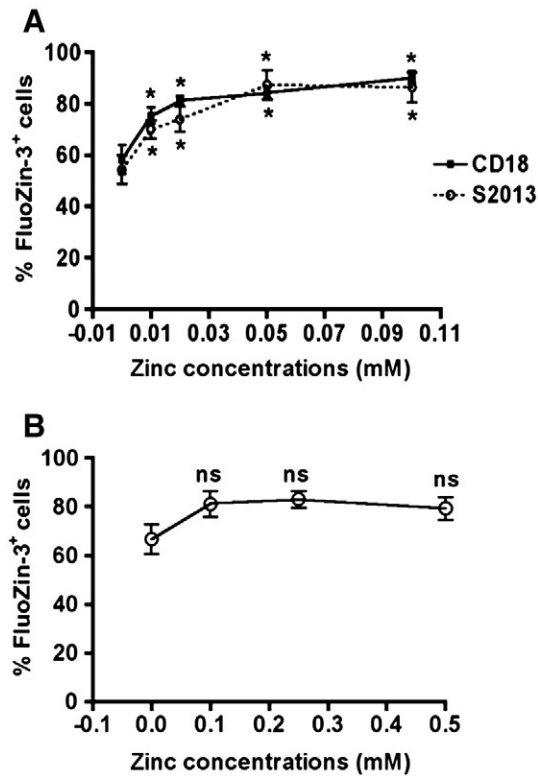 A
100
80
60
40
20
0
% FluoZin-3+ cells
* * * *
* * * *
CD18
S2013
-0.01 0.01 0.03 0.05 0.07 0.09 0.11
Zinc concentrations (mM)
B
100
80
60
40
20
0
% FluoZin-3+ cells
ns ns ns
-0.1 0.0 0.1 0.2 0.3 0.4 0.5
Zinc concentrations (mM)